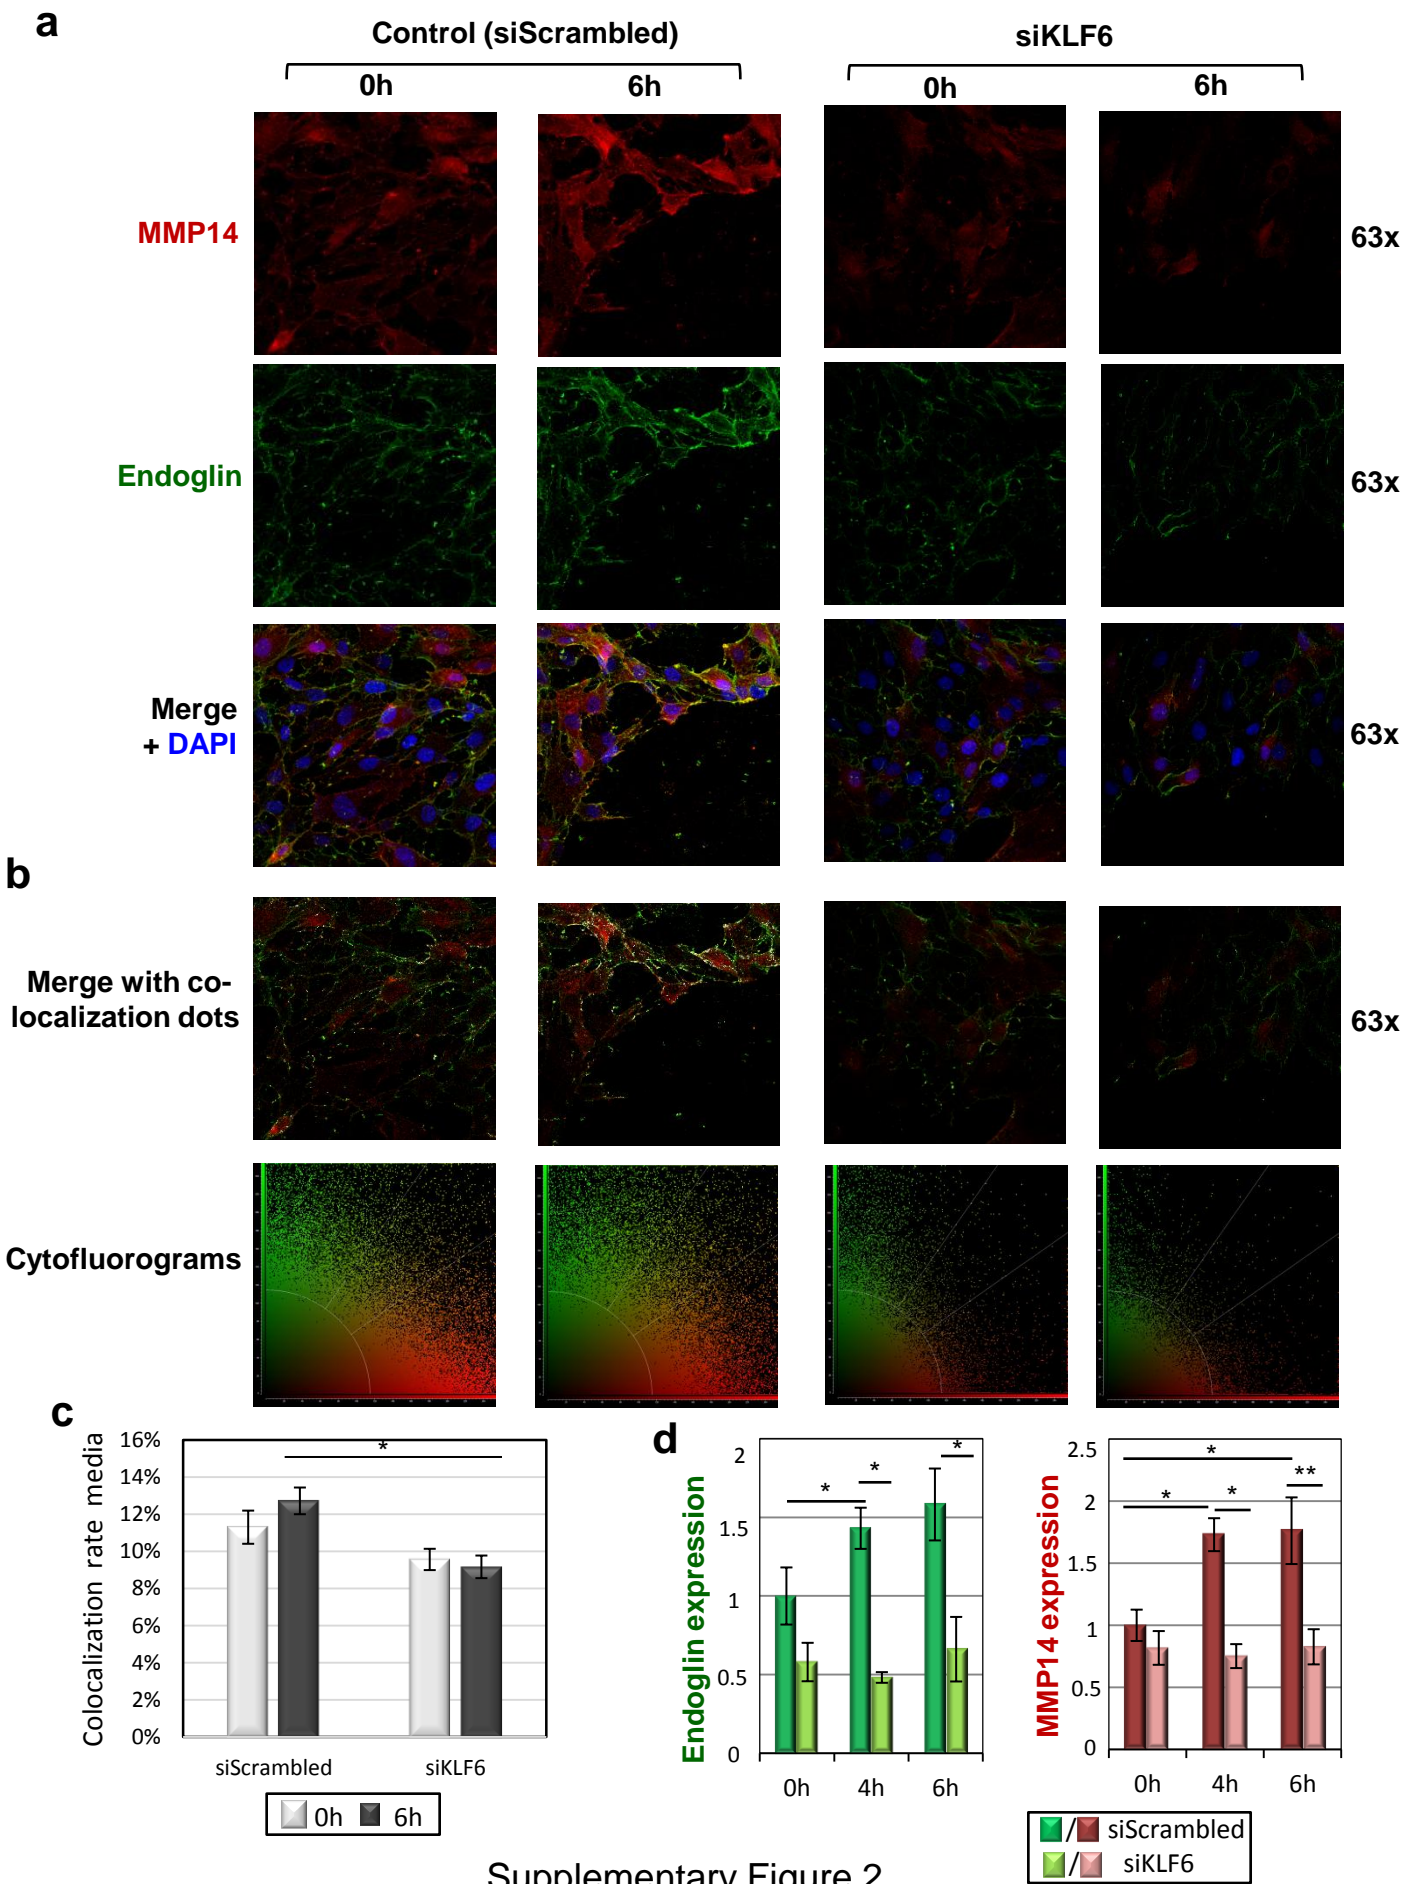 a
Control (siScrambled)
siKLF6
0h
6h
0h
6h
MMP14
63x
Endoglin
63x
Merge
+ DAPI
63x
b
Merge with co-
localization dots
63x
Cytofluorograms
c
Colocalization rate media
16%
14%
12%
10%
8%
6%
4%
2%
0%
*
siScrambled
siKLF6
0h
6h
d
Endoglin expression
2
1.5
1
0.5
0
*
*
*
0h
4h
6h
MMP14 expression
2.5
2
1.5
1
0.5
0
*
*
*
**
0h
4h
6h
/ siScrambled
/ siKLF6
Supplementary Figure 2